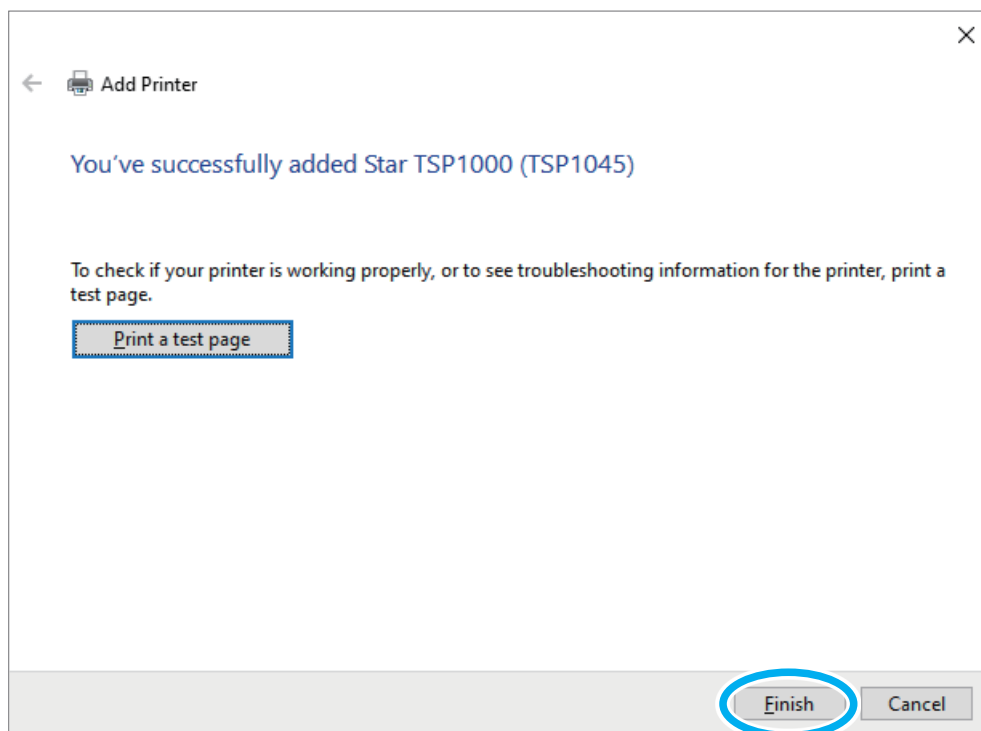 Add Printer
You've successfully added Star TSP1000 (TSP1045)
To check if your printer is working properly, or to see troubleshooting information for the printer, print a
test page.
Print a test page
Finish
Cancel